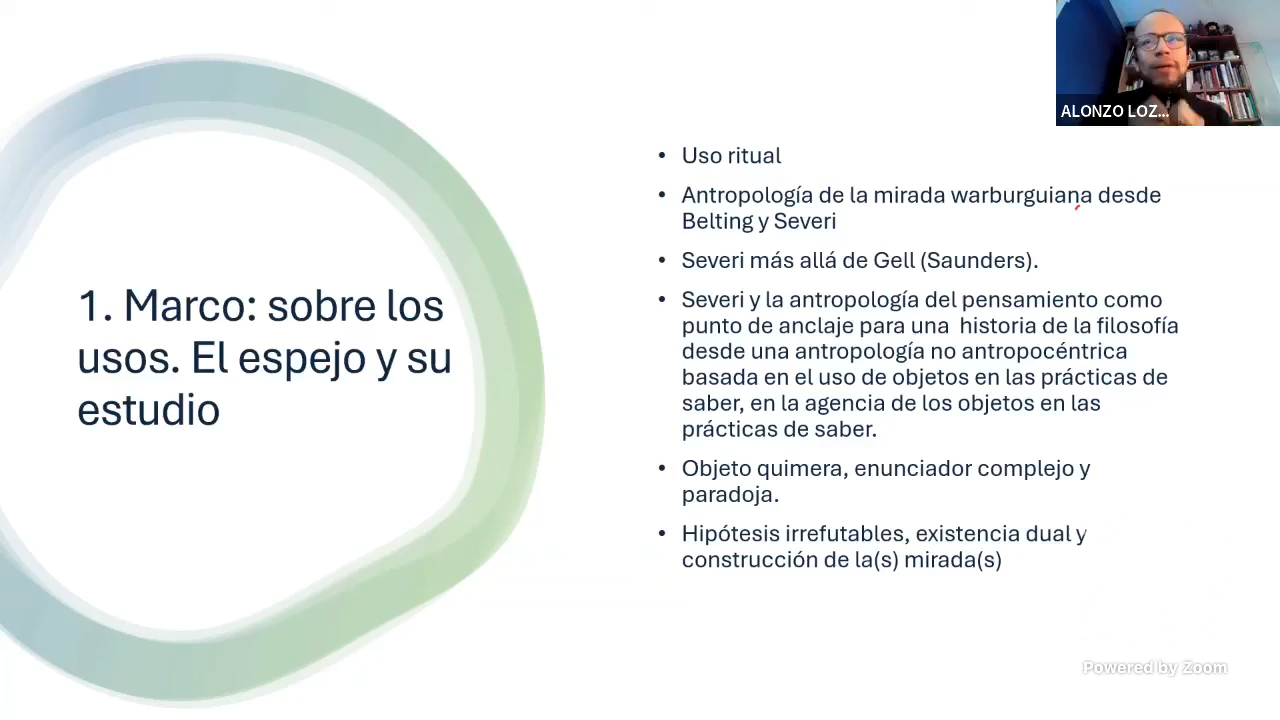 ALONZO LOZ...
1. Marco: sobre los
usos. El espejo y su
estudio
• Uso ritual
• Antropología de la mirada warburguiana desde
Belting y Severi
• Severi más allá de Gell (Saunders).
• Severi y la antropología del pensamiento como
punto de anclaje para una  historia de la filosofía
desde una antropología no antropocéntrica
basada en el uso de objetos en las prácticas de
saber, en la agencia de los objetos en las
prácticas de saber.
• Objeto quimera, enunciador complejo y
paradoja.
• Hipótesis irrefutables, existencia dual y
construcción de la(s) mirada(s)
Powered by Zoom